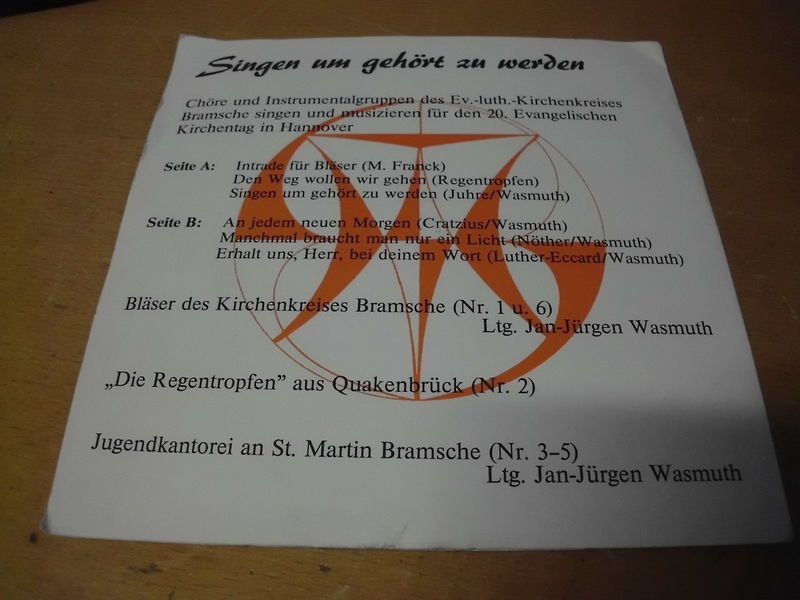 Singen um gehört zu werden
Chöre und Instrumentalgruppen des Ev.-luth.-Kirchenkreises
Bramsche singen und musizieren für den 20. Evangelischen
Kirchentag in Hannover
Seite A: Intrade für Bläser (M. Franck)
Den Weg wollen wir gehen (Regentropfen)
Singen um gehört zu werden (Juhre/Wasmuth)
Seite B: An jedem neuen Morgen (Cratzius/Wasmuth)
Manchmal braucht man nur ein Licht (Nöther/Wasmuth)
Erhalt uns, Herr, bei deinem Wort (Luther-Eccard/Wasmuth)
Bläser des Kirchenkreises Bramsche (Nr. 1 u. 6)
Ltg. Jan-Jürgen Wasmuth
„Die Regentropfen” aus Quakenbrück (Nr. 2)
Jugendkantorei an St. Martin Bramsche (Nr. 3–5)
Ltg. Jan-Jürgen Wasmuth